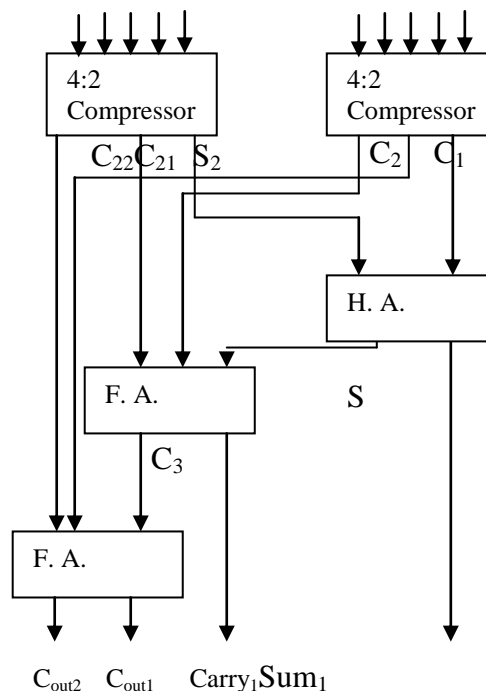 4:2
Compressor
4:2
Compressor
C₂₂C₂₁ S₂
C₂ C₁
H. A.
F. A.
S
C₃
F. A.
Cout2 Cout1 Carry₁Sum₁